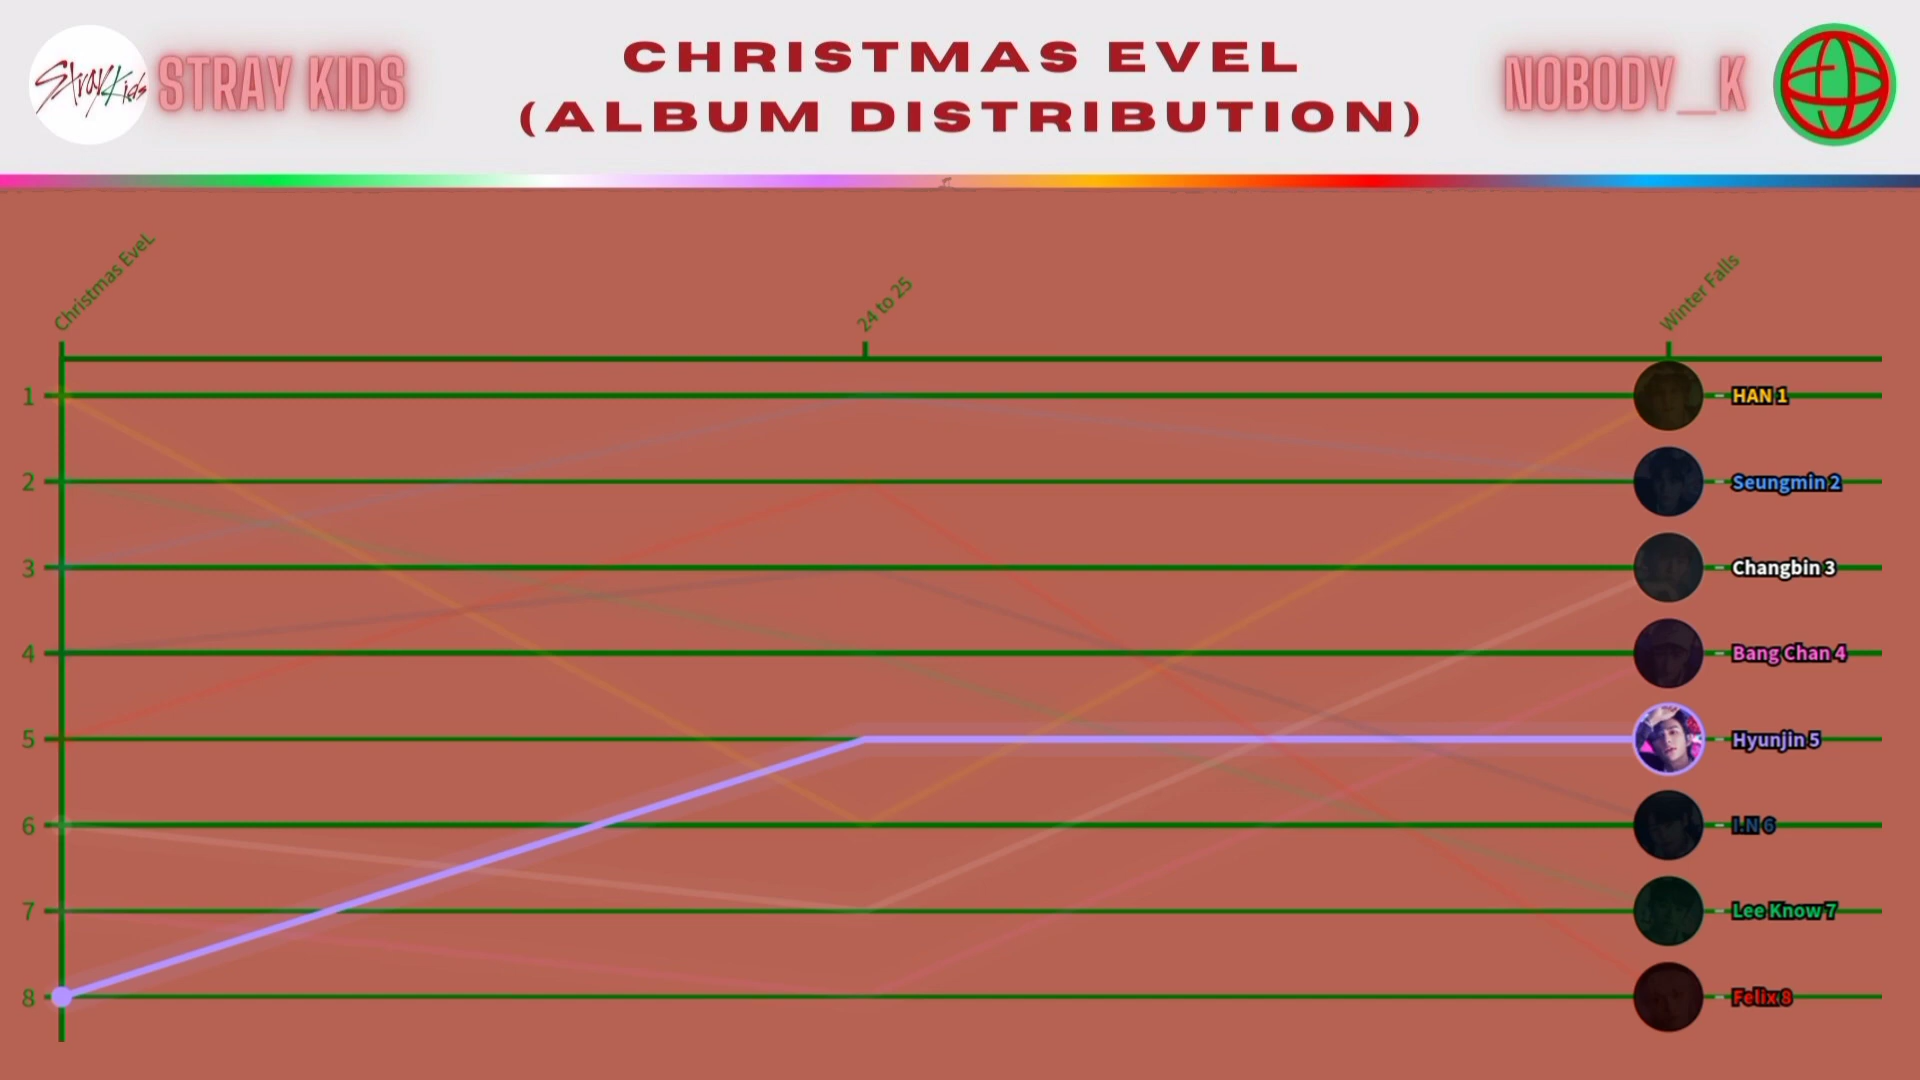 Stray Kids
STRAY KIDS
CHRISTMAS EVEL
(ALBUM DISTRIBUTION)
NOBODY_K
Christmas EveL
24 to 25
Winter Falls
1
2
3
4
5
6
7
8
HAN 1
Seungmin 2
Changbin 3
Bang Chan 4
Hyunjin 5
I.N 6
Lee Know 7
Felix 8